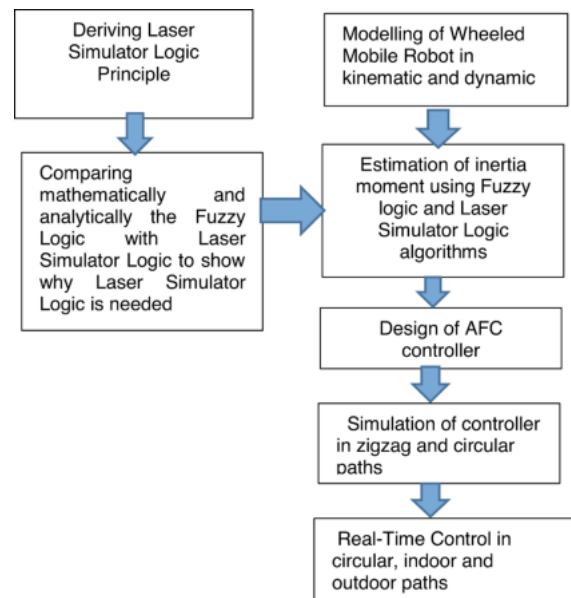 Deriving Laser
Simulator Logic
Principle
Modelling of Wheeled
Mobile Robot in
kinematic and dynamic
Comparing
mathematically and
analytically the Fuzzy
Logic with Laser
Simulator Logic to show
why Laser Simulator
Logic is needed
Estimation of inertia
moment using Fuzzy
logic and Laser
Simulator Logic
algorithms
Design of AFC
controller
Simulation of controller
in zigzag and circular
paths
Real-Time Control in
circular, indoor and
outdoor paths